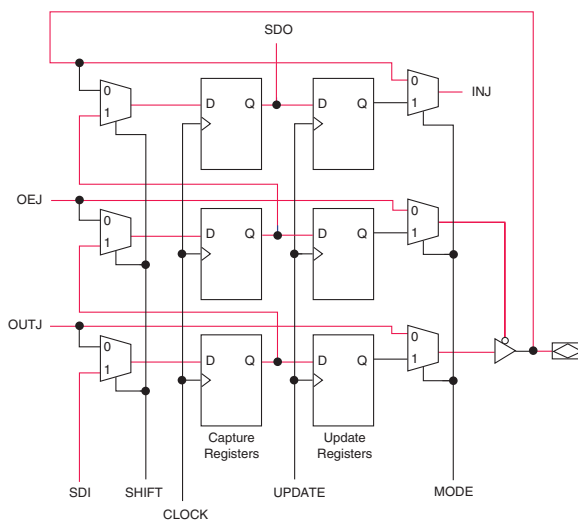 SDO
0
1
D Q
D Q
0
1
INJ
OEJ
0
1
D Q
D Q
0
1
OUTJ
0
1
D Q
D Q
0
1
Capture
Registers
Update
Registers
SDI
SHIFT
CLOCK
UPDATE
MODE